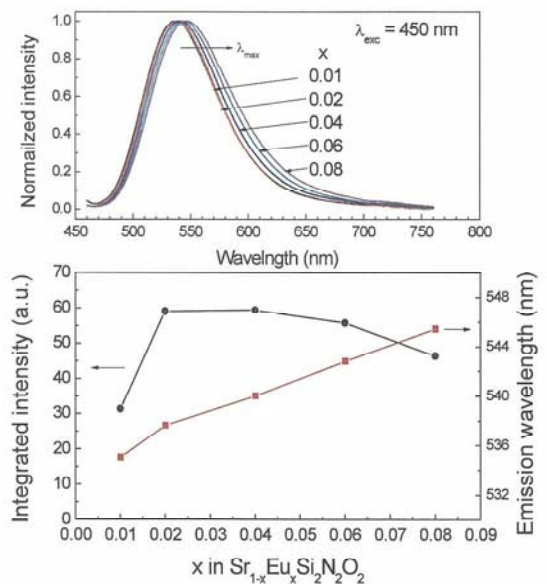 λexc = 450 nm
λmax
x
0.01
0.02
0.04
0.06
0.08
Normailzed intensity
1.0
0.8
0.6
0.4
0.2
0.0
450 500 550 600 650 700 750 800
Wavelngth (nm)
Integrated intensity (a.u.)
70
60
50
40
30
20
10
0
548
544
540
536
532
Emission wavelength (nm)
0.00 0.01 0.02 0.03 0.04 0.05 0.06 0.07 0.08 0.09
x in Sr1-xEuxSi2N2O2